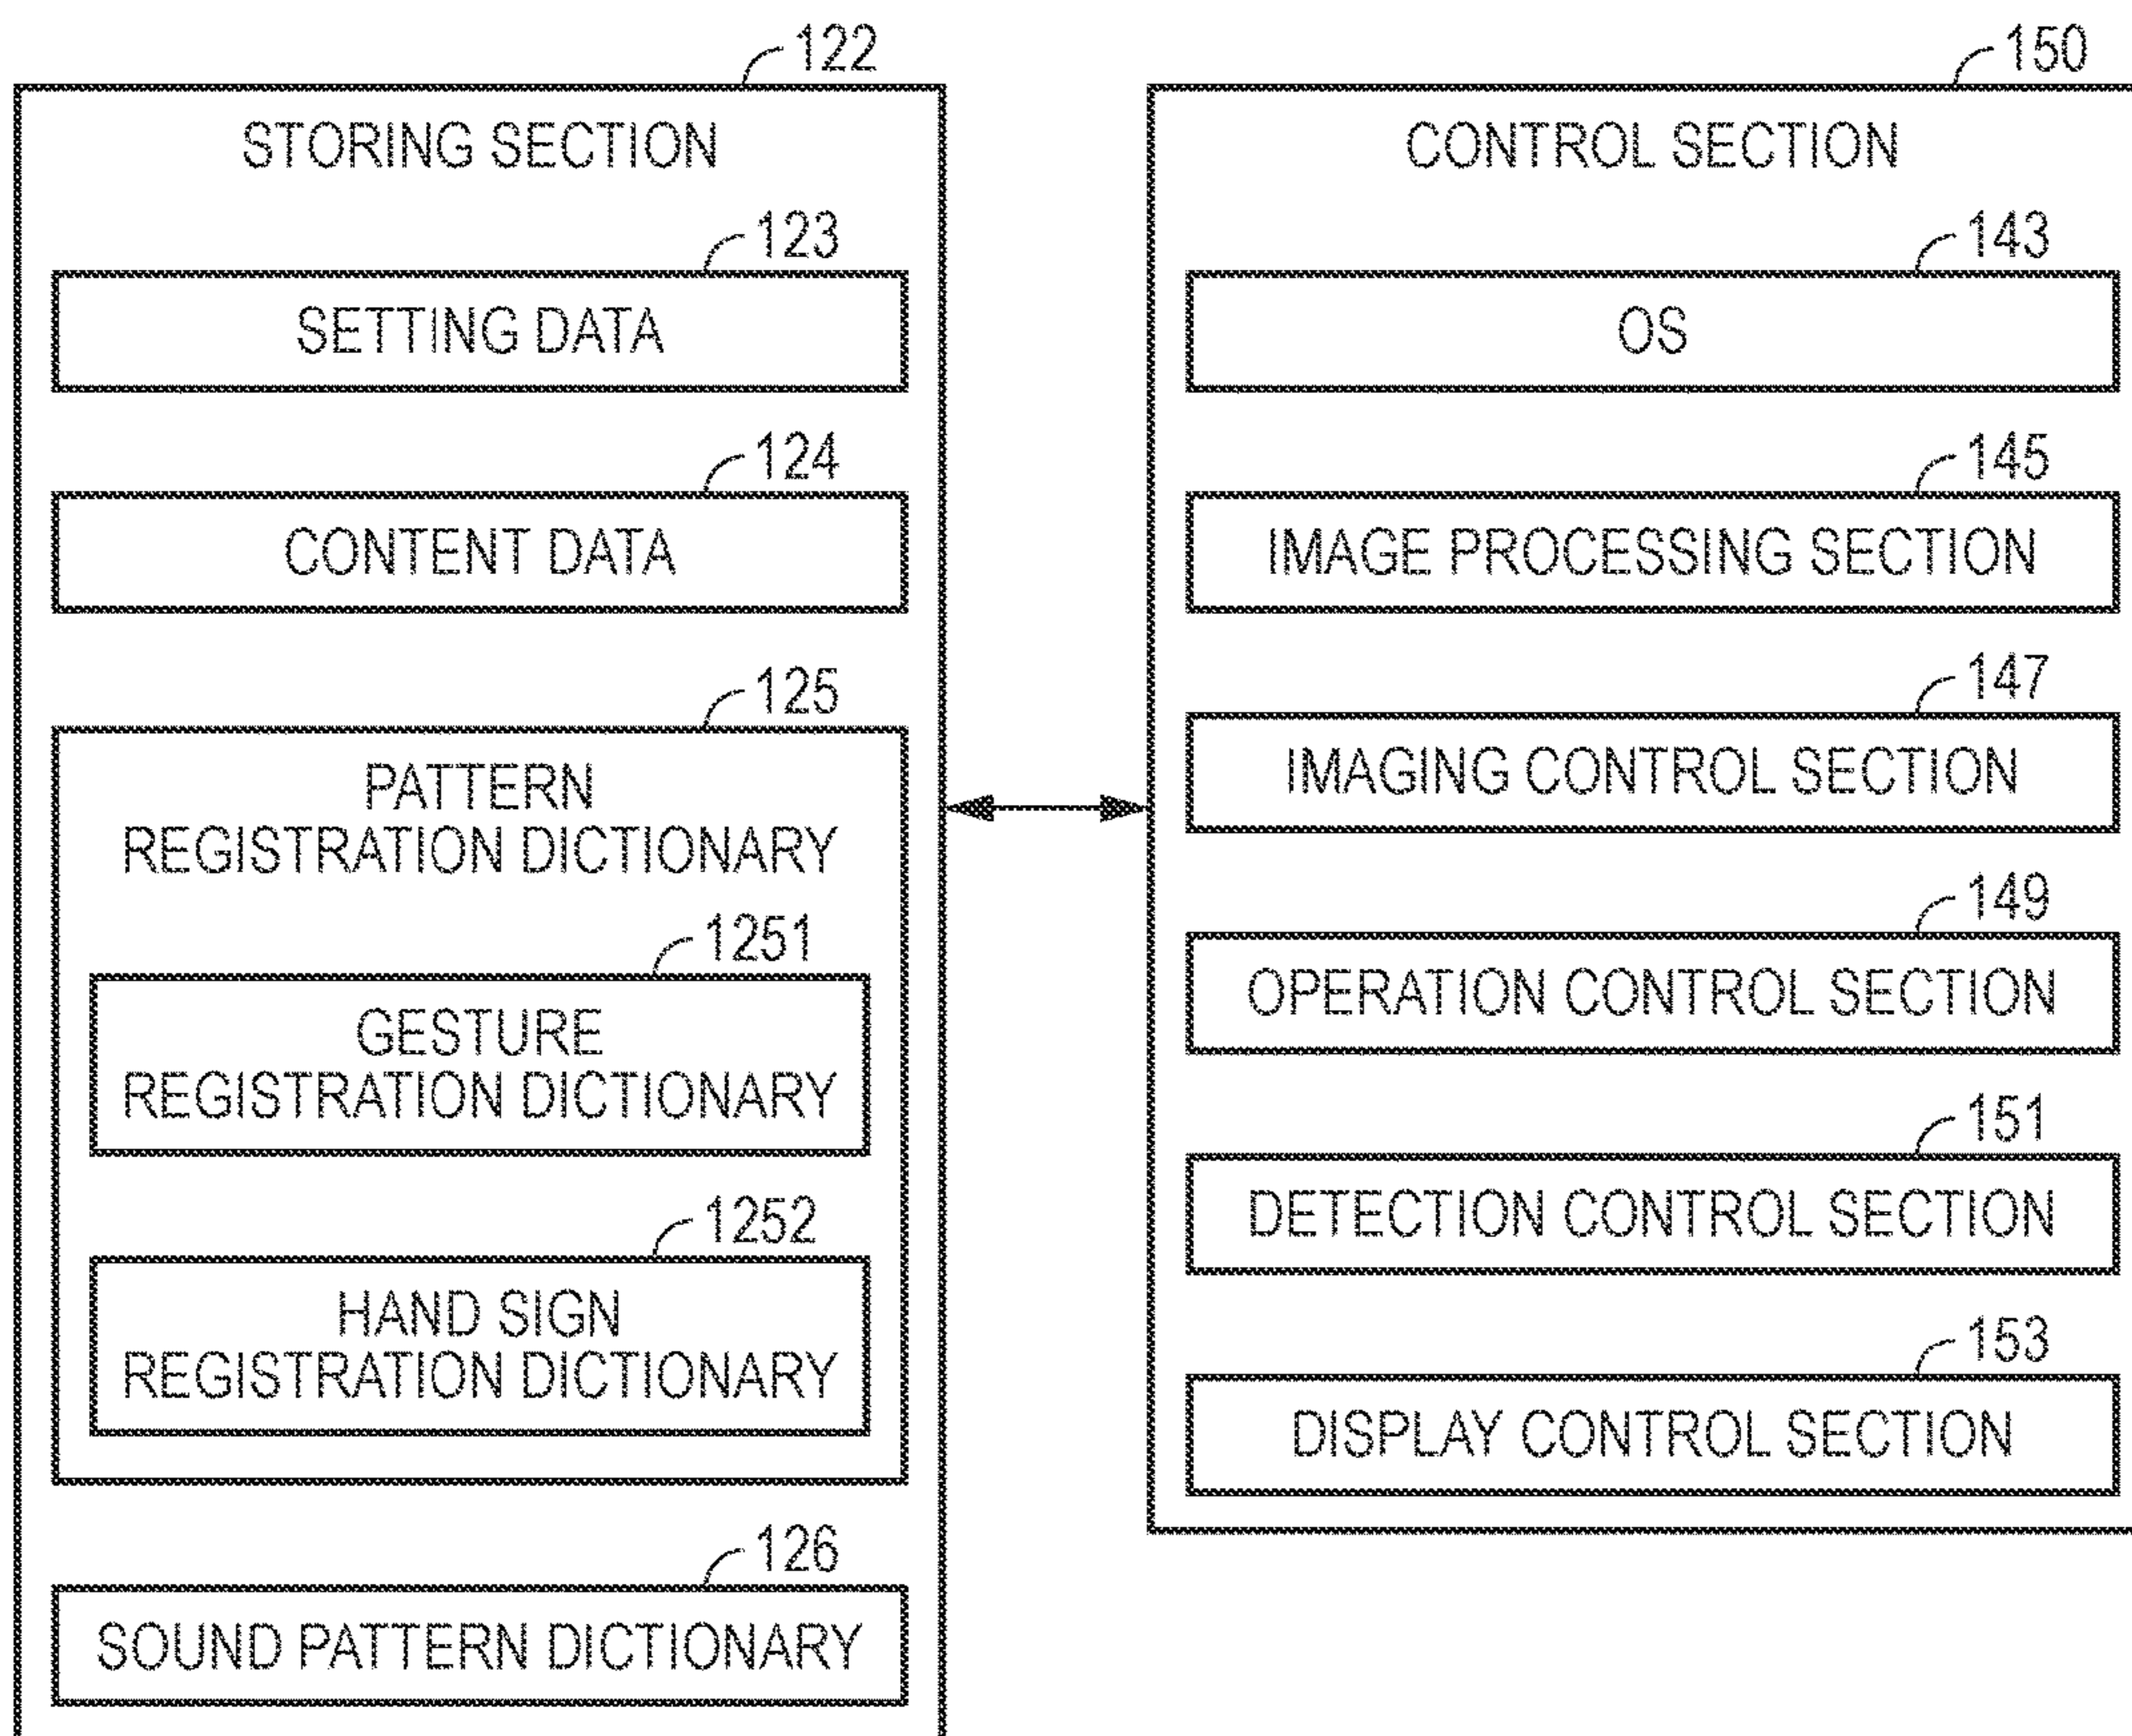 122
STORING SECTION
123
SETTING DATA
124
CONTENT DATA
125
PATTERN
REGISTRATION DICTIONARY
1251
GESTURE
REGISTRATION DICTIONARY
1252
HAND SIGN
REGISTRATION DICTIONARY
126
SOUND PATTERN DICTIONARY
150
CONTROL SECTION
143
OS
145
IMAGE PROCESSING SECTION
147
IMAGING CONTROL SECTION
149
OPERATION CONTROL SECTION
151
DETECTION CONTROL SECTION
153
DISPLAY CONTROL SECTION